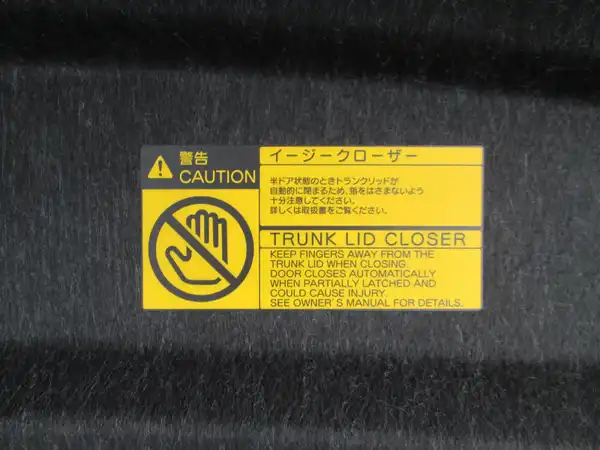 警告
CAUTION
イージークローザー
半ドア状態のときトランクリッドが
自動的に閉まるため、指をはさまないよう
十分注意してください。
詳しくは取扱書をご覧ください。
TRUNK LID CLOSER
KEEP FINGERS AWAY FROM THE
TRUNK LID WHEN CLOSING.
DOOR CLOSES AUTOMATICALLY
WHEN PARTIALLY LATCHED AND
COULD CAUSE INJURY.
SEE OWNER'S MANUAL FOR DETAILS.